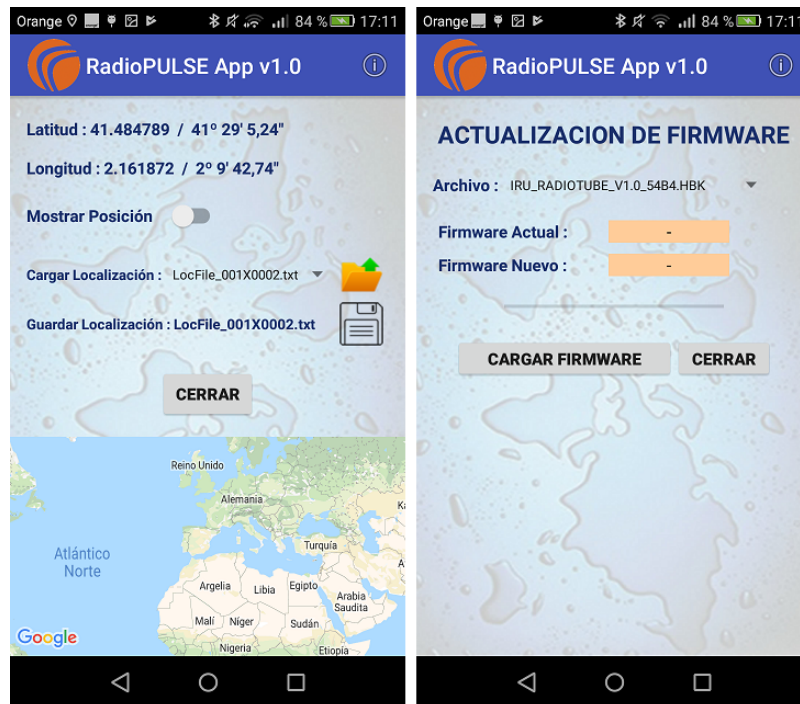 Orange 84 % 17:11
RadioPULSE App v1.0
Latitud : 41.484789 / 41º 29' 5,24"
Longitud : 2.161872 / 2º 9' 42,74"
Mostrar Posición
Cargar Localización : LocFile_001X0002.txt
Guardar Localización : LocFile_001X0002.txt
CERRAR
Reino Unido
Alemania
Atlántico
Norte
Turquía
Argelia
Libia
Egipto
Arabia
Saudita
Malí
Níger
Sudán
Nigeria
Etiopía
Google
Orange 84 % 17:11
RadioPULSE App v1.0
ACTUALIZACION DE FIRMWARE
Archivo : IRU_RADIOTUBE_V1.0_54B4.HBK
Firmware Actual : -
Firmware Nuevo : -
CARGAR FIRMWARE CERRAR